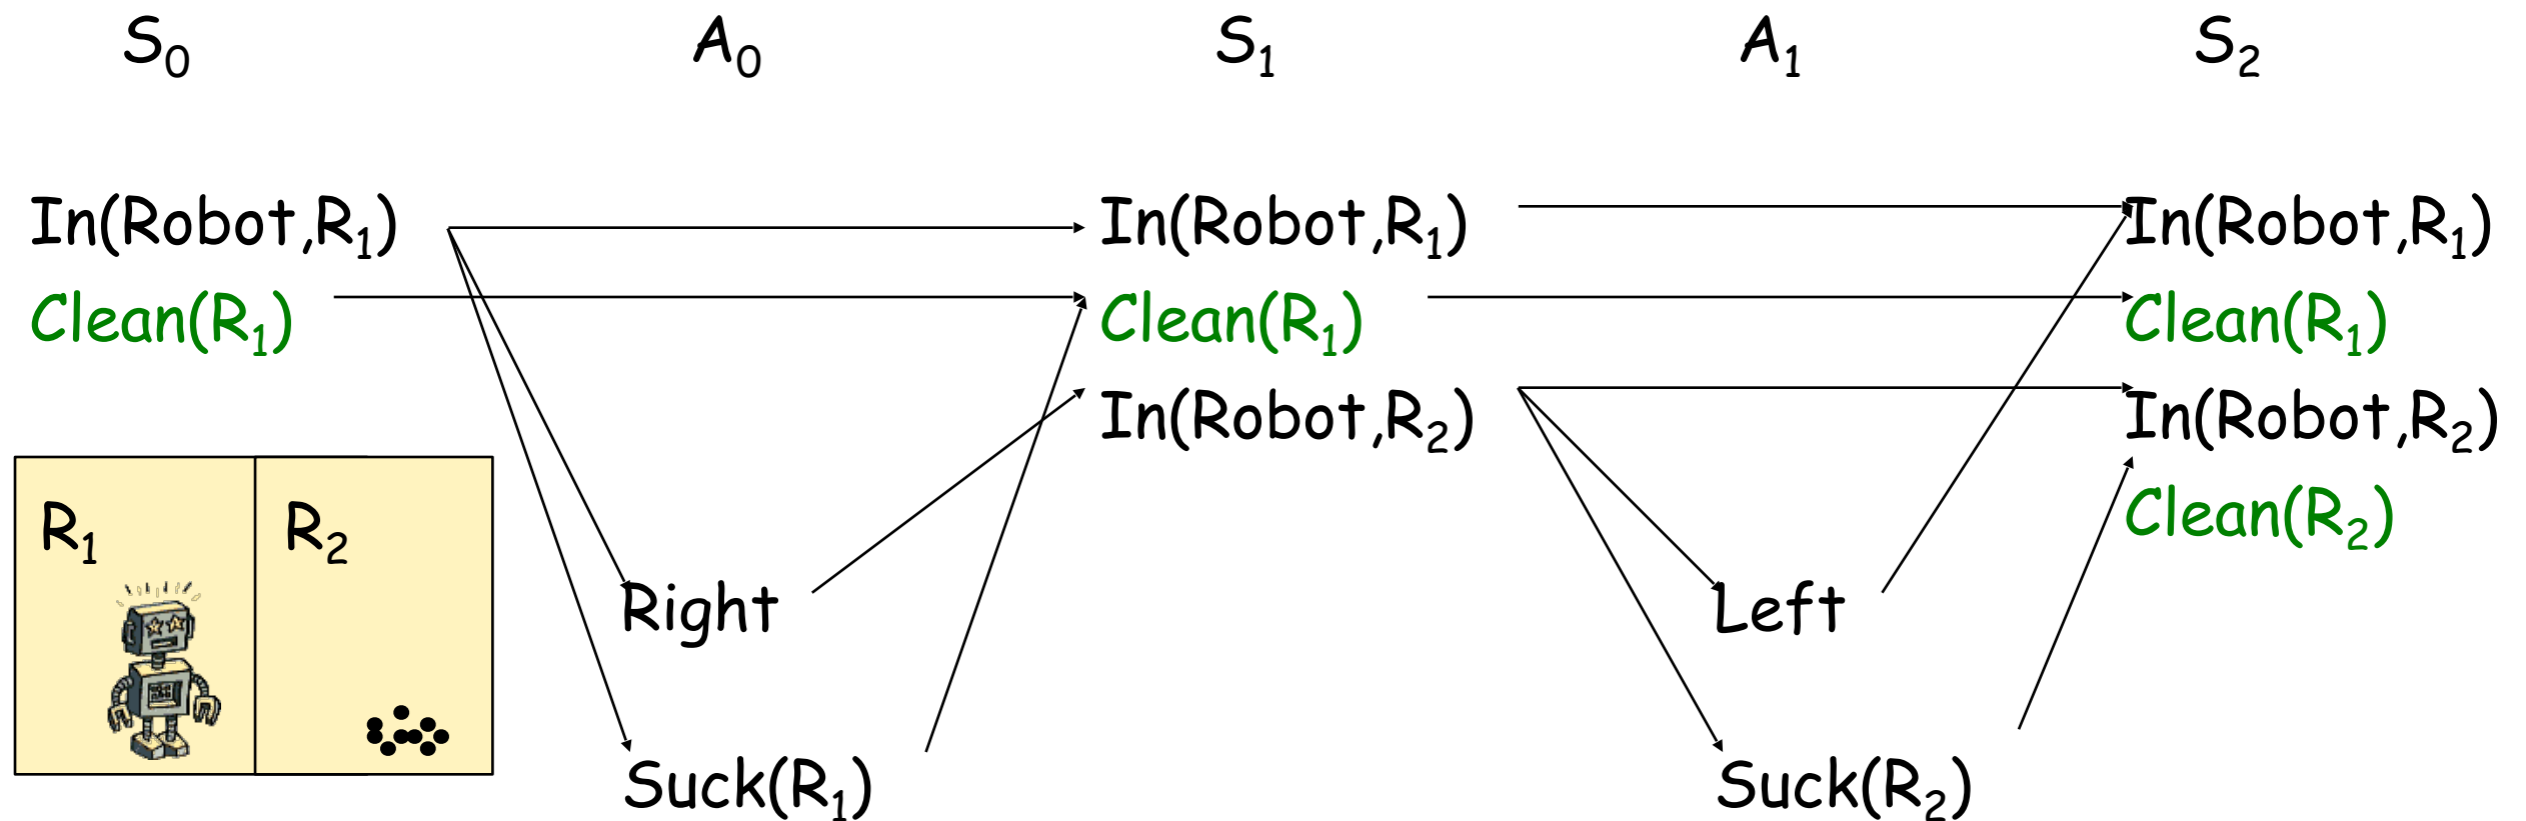 S₀ A₀ S₁ A₁ S₂
In(Robot,R₁) In(Robot,R₁) In(Robot,R₁)
Clean(R₁) Clean(R₁) Clean(R₁)
In(Robot,R₂) In(Robot,R₂)
R₁ R₂ Clean(R₂)
Right Left
Suck(R₁) Suck(R₂)